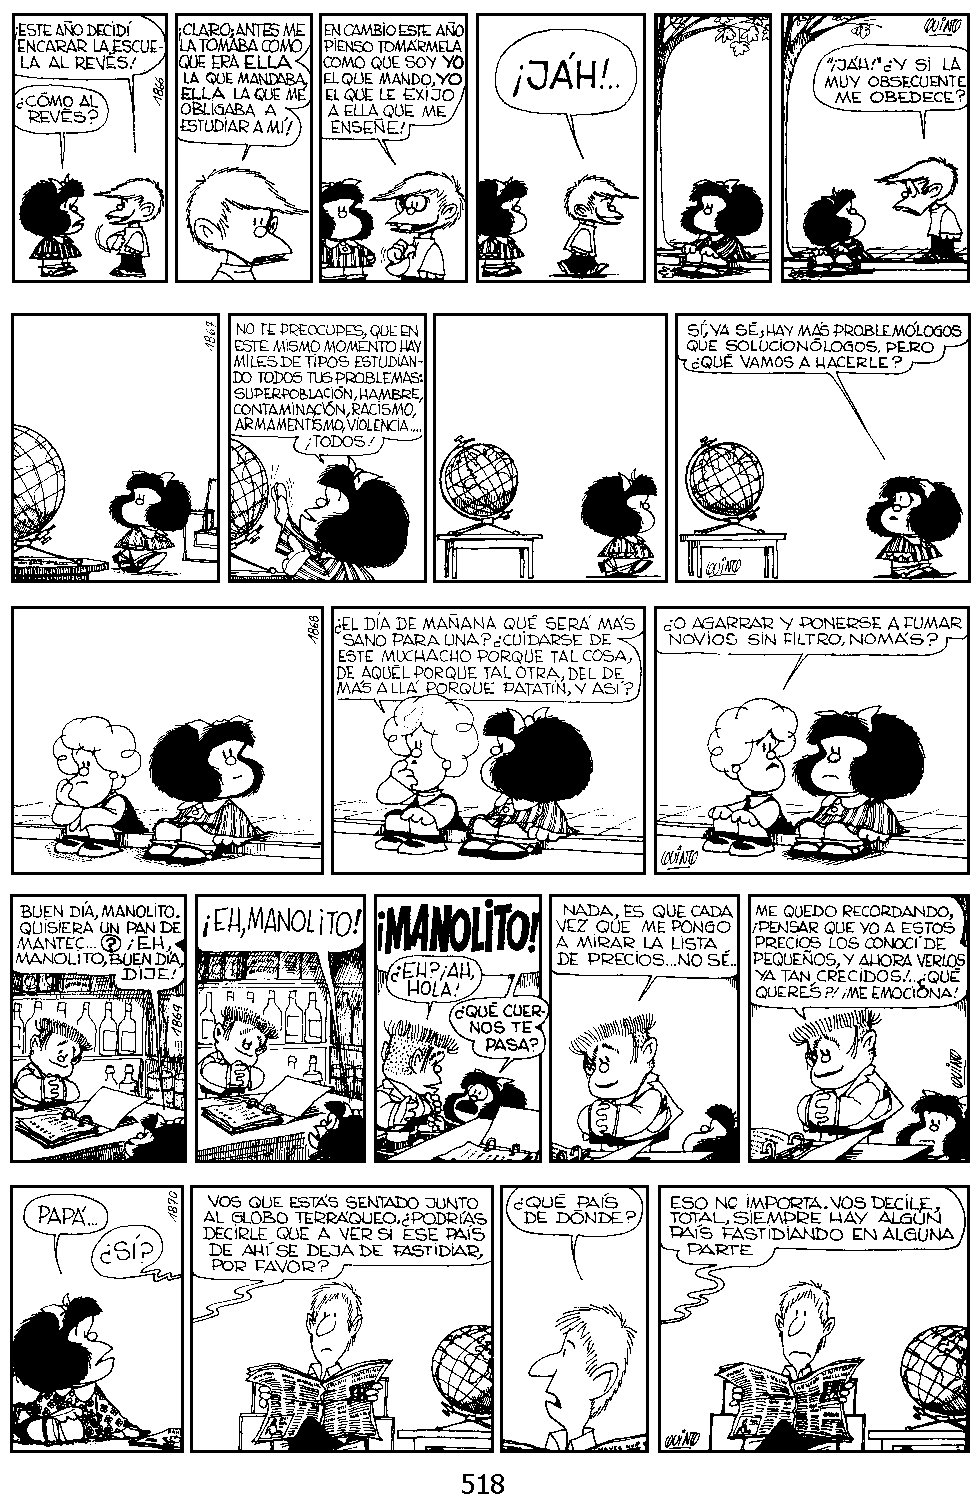 ¡ESTE AÑO DECIDÍ
ENCARAR LA ESCUE-
LA AL REVÉS!
1866
¿CÓMO AL
REVÉS?
¡CLARO; ANTES ME
LA TOMABA COMO
QUE ERA ELLA
LA QUE MANDABA,
ELLA LA QUE ME
OBLIGABA A
ESTUDIAR A MÍ!
EN CAMBIO ESTE AÑO
PIENSO TOMÁRMELA
COMO QUE SOY YO
EL QUE MANDO, YO
EL QUE LE EXIJO
A ELLA QUE ME
ENSEÑE!
¡JÁH!...
QUINO
"¡JÁH!" ¿Y SI LA
MUY OBSECUENTE
ME OBEDECE?
1867
NO TE PREOCUPES, QUE EN
ESTE MISMO MOMENTO HAY
MILES DE TIPOS ESTUDIAN-
DO TODOS TUS PROBLEMAS:
SUPERPOBLACIÓN, HAMBRE,
CONTAMINACIÓN, RACISMO,
ARMAMENTISMO, VIOLENCIA....
¡TODOS!
SÍ, YA SÉ; HAY MÁS PROBLEMÓLOGOS
QUE SOLUCIONÓLOGOS, PERO
¿QUÉ VAMOS A HACERLE?
QUINO
1868
¿EL DÍA DE MAÑANA QUÉ SERÁ MÁS
SANO PARA UNA? ¿CUIDARSE DE
ESTE MUCHACHO PORQUE TAL COSA,
DE AQUÉL PORQUE TAL OTRA, DEL DE
MÁS ALLÁ PORQUE PATATÍN, Y ASÍ?
¿O AGARRAR Y PONERSE A FUMAR
NOVIOS SIN FILTRO, NOMÁS?
QUINO
BUEN DÍA, MANOLITO.
QUISIERA UN PAN DE
MANTEC... ? ¡EH,
MANOLITO, BUEN DÍA,
DIJE!
1869
¡EH, MANOLITO!
¡MANOLITO!
¿EH? ¡AH,
HOLA!
¿QUÉ CUER-
NOS TE
PASA?
NADA, ES QUE CADA
VEZ QUE ME PONGO
A MIRAR LA LISTA
DE PRECIOS...NO SÉ..
ME QUEDO RECORDANDO,
¡PENSAR QUE YO A ESTOS
PRECIOS LOS CONOCÍ DE
PEQUEÑOS, Y AHORA VERLOS
YA TAN CRECIDOS!...¿QUÉ
QUERES?! ¡ME EMOCIONA!
QUINO
1870
PAPÁ...
¿SÍ?
VOS QUE ESTÁS SENTADO JUNTO
AL GLOBO TERRÁQUEO, ¿PODRÍAS
DECIRLE QUE A VER SI ESE PAÍS
DE AHÍ SE DEJA DE FASTIDIAR,
POR FAVOR?
¿QUÉ PAÍS
DE DÓNDE?
ESO NO IMPORTA. VOS DECILE,
TOTAL, SIEMPRE HAY ALGÚN
PAÍS FASTIDIANDO EN ALGUNA
PARTE
QUINO
518